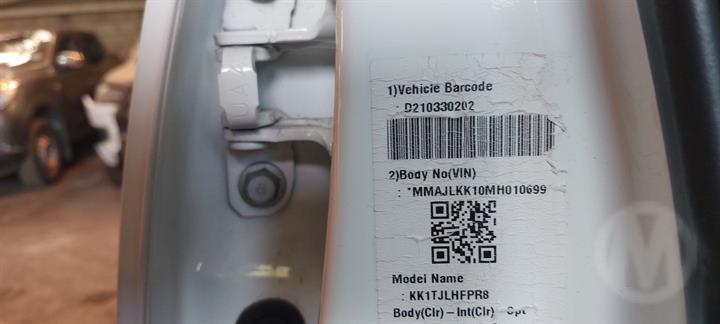 1)Vehicle Barcode
: D210330202
2)Body No(VIN)
: *MMAJLKK10MH010699
Model Name
: KK1TJLHFPR8
Body(Clr) – Int(Clr) – Opt
M